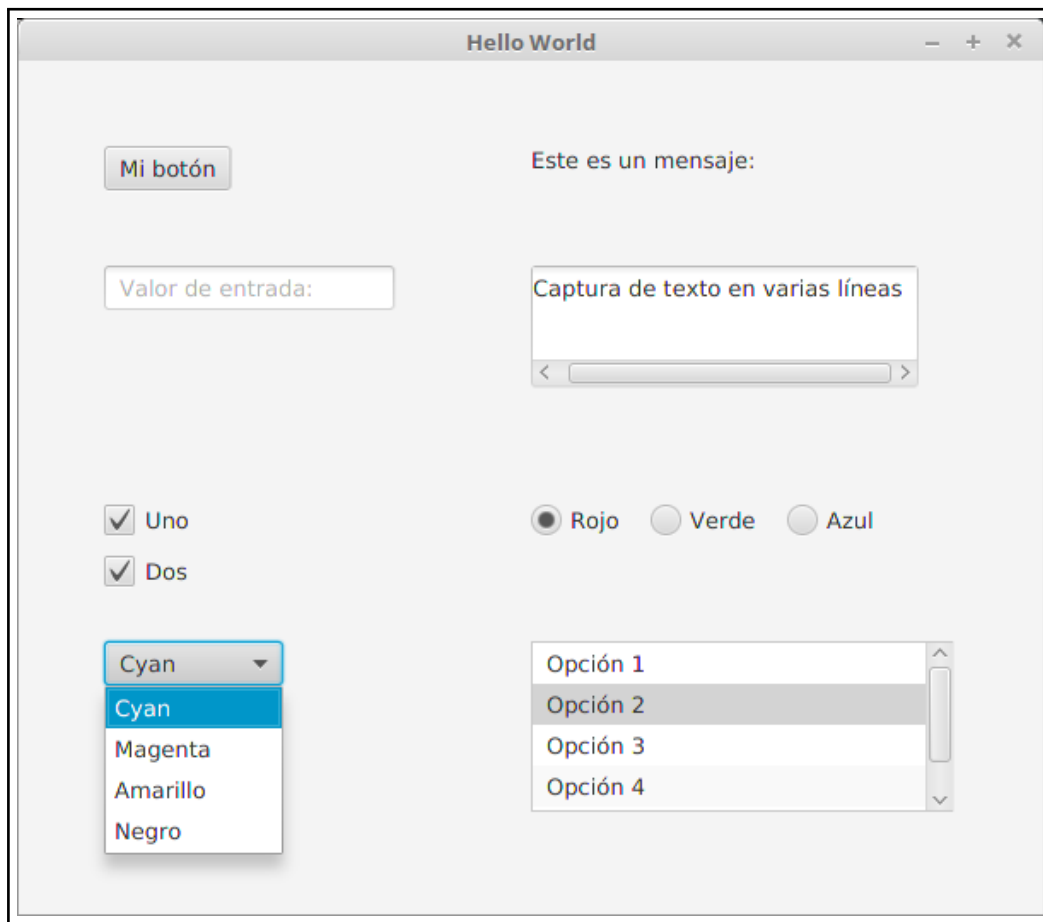 Hello World
Mi botón
Este es un mensaje:
Valor de entrada:
Captura de texto en varias líneas
Uno
Rojo Verde Azul
Dos
Cyan
Cyan
Magenta
Amarillo
Negro
Opción 1
Opción 2
Opción 3
Opción 4